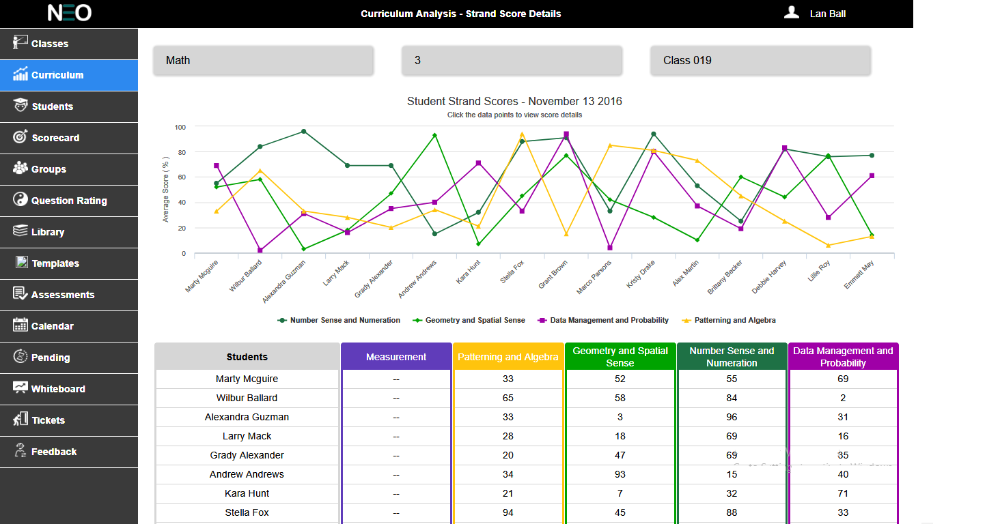 NEO
Curriculum Analysis - Strand Score Details
Lan Ball
Classes
Curriculum
Students
Scorecard
Groups
Question Rating
Library
Templates
Assessments
Calendar
Pending
Whiteboard
Tickets
Feedback
Math
3
Class 019
Student Strand Scores - November 13 2016
Click the data points to view score details
Average Score ( % )
100
80
60
40
20
0
Marty Mcguire
Wilbur Ballard
Alexandra Guzman
Larry Mack
Grady Alexander
Andrew Andrews
Kara Hunt
Stella Fox
Grant Brown
Marco Parsons
Kristy Drake
Alex Martin
Brittany Becker
Debbie Harvey
Lillie Roy
Emmett May
Number Sense and Numeration Geometry and Spatial Sense Data Management and Probability Patterning and Algebra
Students Measurement Patterning and Algebra Geometry and Spatial Sense Number Sense and Numeration Data Management and Probability
Marty Mcguire -- 33 52 55 69
Wilbur Ballard -- 65 58 84 2
Alexandra Guzman -- 33 3 96 31
Larry Mack -- 28 18 69 16
Grady Alexander -- 20 47 69 35
Andrew Andrews -- 34 93 15 40
Kara Hunt -- 21 7 32 71
Stella Fox -- 94 45 88 33